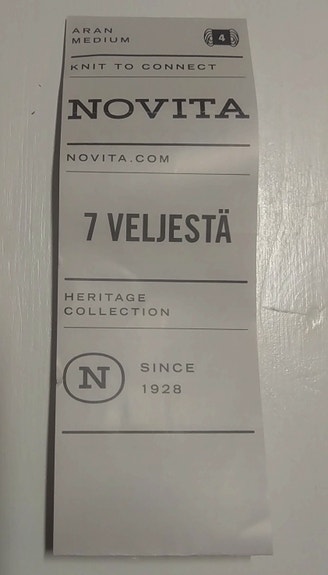 ARAN
MEDIUM
4
KNIT TO CONNECT
NOVITA
NOVITA.COM
7 VELJESTÄ
HERITAGE
COLLECTION
N
SINCE
1928